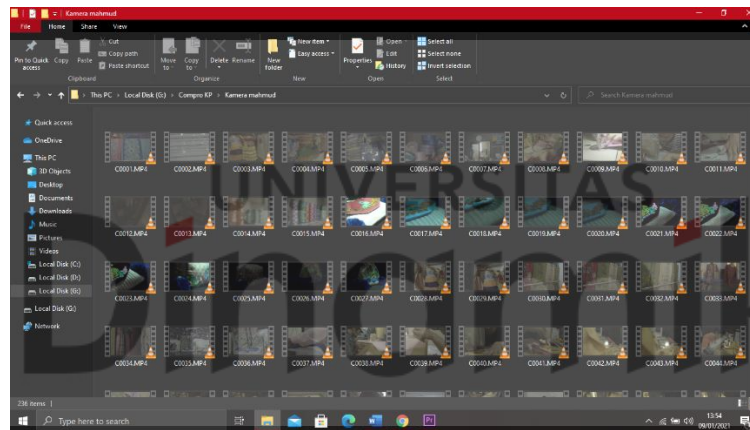 Kamera mahmud
File Home Share View
Pin to Quick access Copy Paste Cut Copy path Paste shortcut Move to Copy to Delete Rename New folder New item Easy access Properties Open Edit History Select all Select none Invert selection
Clipboard Organize New Open Select
This PC > Local Disk (G:) > Compro KP > Kamera mahmud Search Kamera mahmud
Quick access
OneDrive
This PC
3D Objects
Desktop
Documents
Downloads
Music
Pictures
Videos
Local Disk (C:)
Local Disk (D:)
Local Disk (G:)
Local Disk (G:)
Network
C0001.MP4 C0002.MP4 C0003.MP4 C0004.MP4 C0005.MP4 C0006.MP4 C0007.MP4 C0008.MP4 C0009.MP4 C0010.MP4 C0011.MP4
UNIVERSITAS
C0012.MP4 C0013.MP4 C0014.MP4 C0015.MP4 C0016.MP4 C0017.MP4 C0018.MP4 C0019.MP4 C0020.MP4 C0021.MP4 C0022.MP4
Dinamik
C0023.MP4 C0024.MP4 C0025.MP4 C0026.MP4 C0027.MP4 C0028.MP4 C0029.MP4 C0030.MP4 C0031.MP4 C0032.MP4 C0033.MP4
C0034.MP4 C0035.MP4 C0036.MP4 C0037.MP4 C0038.MP4 C0039.MP4 C0040.MP4 C0041.MP4 C0042.MP4 C0043.MP4 C0044.MP4
236 items
Type here to search
Pr
13:54
09/01/2021